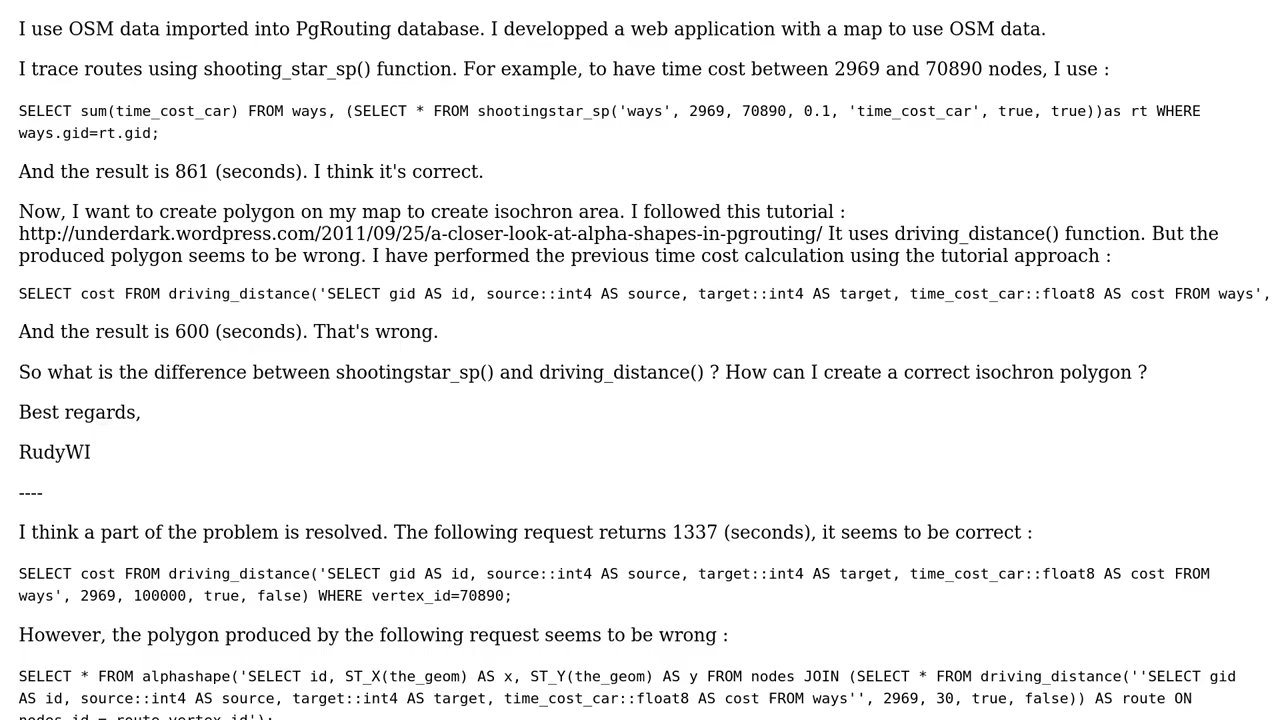 I use OSM data imported into PgRouting database. I developped a web application with a map to use OSM data.
I trace routes using shooting_star_sp() function. For example, to have time cost between 2969 and 70890 nodes, I use :
SELECT sum(time_cost_car) FROM ways, (SELECT * FROM shootingstar_sp('ways', 2969, 70890, 0.1, 'time_cost_car', true, true))as rt WHERE
ways.gid=rt.gid;
And the result is 861 (seconds). I think it's correct.
Now, I want to create polygon on my map to create isochron area. I followed this tutorial :
http://underdark.wordpress.com/2011/09/25/a-closer-look-at-alpha-shapes-in-pgrouting/ It uses driving_distance() function. But the
produced polygon seems to be wrong. I have performed the previous time cost calculation using the tutorial approach :
SELECT cost FROM driving_distance('SELECT gid AS id, source::int4 AS source, target::int4 AS target, time_cost_car::float8 AS cost FROM ways',
And the result is 600 (seconds). That's wrong.
So what is the difference between shootingstar_sp() and driving_distance() ? How can I create a correct isochron polygon ?
Best regards,
RudyWI
----
I think a part of the problem is resolved. The following request returns 1337 (seconds), it seems to be correct :
SELECT cost FROM driving_distance('SELECT gid AS id, source::int4 AS source, target::int4 AS target, time_cost_car::float8 AS cost FROM
ways', 2969, 100000, true, false) WHERE vertex_id=70890;
However, the polygon produced by the following request seems to be wrong :
SELECT * FROM alphashape('SELECT id, ST_X(the_geom) AS x, ST_Y(the_geom) AS y FROM nodes JOIN (SELECT * FROM driving_distance(''SELECT gid
AS id, source::int4 AS source, target::int4 AS target, time_cost_car::float8 AS cost FROM ways'', 2969, 30, true, false)) AS route ON
nodes.id = route.vertex_id');